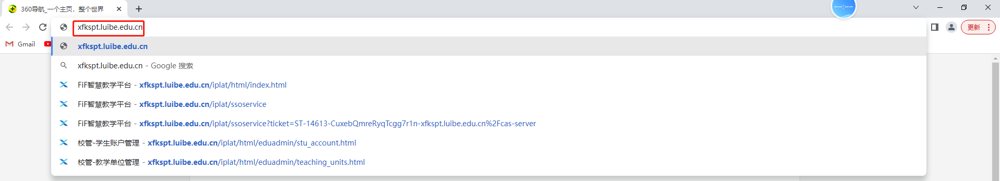 360导航_一个主页，整个世界
--:--
xfkspt.luibe.edu.cn
更新
Gmail
xfkspt.luibe.edu.cn
xfkspt.luibe.edu.cn - Google 搜索
FiF智慧教学平台 - xfkspt.luibe.edu.cn/iplat/html/index.html
FiF智慧教学平台 - xfkspt.luibe.edu.cn/iplat/ssoservice
FiF智慧教学平台 - xfkspt.luibe.edu.cn/iplat/ssoservice?ticket=ST-14613-CuxebQmreRyqTcgg7r1n-xfkspt.luibe.edu.cn%2Fcas-server
校管-学生账户管理 - xfkspt.luibe.edu.cn/iplat/html/eduadmin/stu_account.html
校管-教学单位管理 - xfkspt.luibe.edu.cn/iplat/html/eduadmin/teaching_units.html